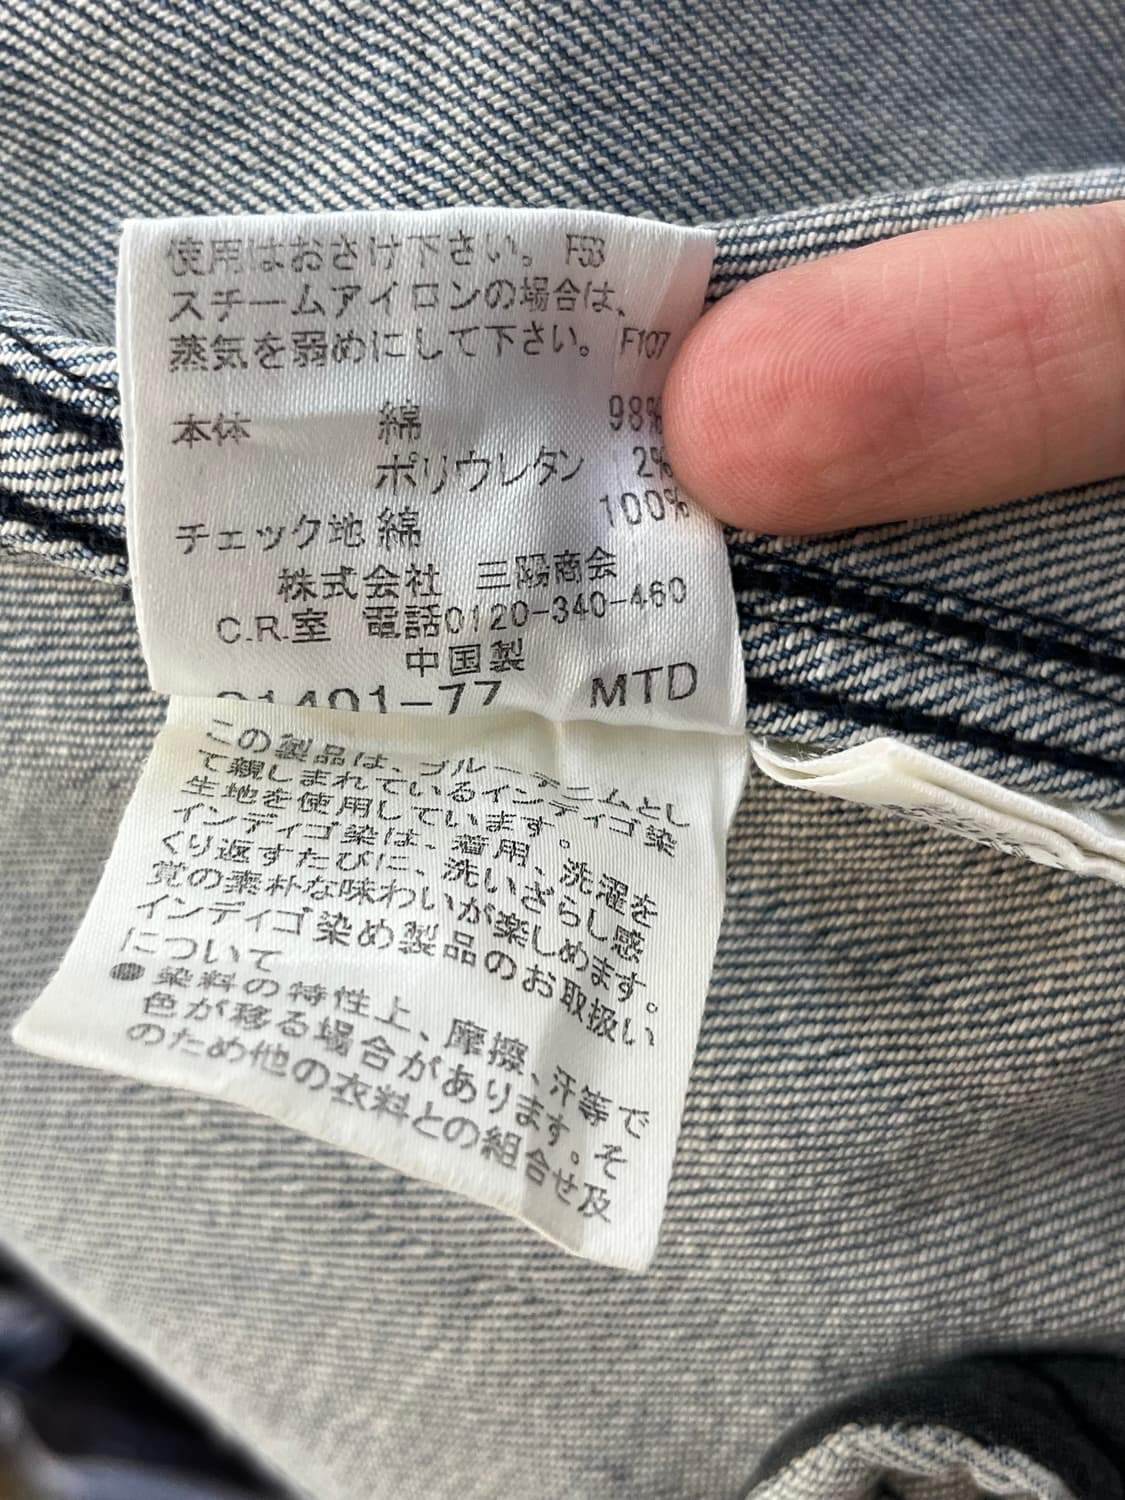 使用はおさけ下さい。 F53
スチームアイロンの場合は、
蒸気を弱めにして下さい。 F107
本体 綿 98%
ポリウレタン 2%
チェック地 綿 100%
株式会社 三陽商会
C.R.室 電話0120-340-460
中国製
1401-77 MTD
この製品は、ブルーデニムとし
て親しまれているインディゴ染
生地を使用しています。
インディゴ染は、着用、洗濯を
くり返すたびに、洗いざらし感
覚の素朴な味わいが楽しめます。
インディゴ染め製品のお取扱い
について
●染料の特性上、摩擦、汗等で
色が移る場合があります。そ
のため他の衣料との組合せ及